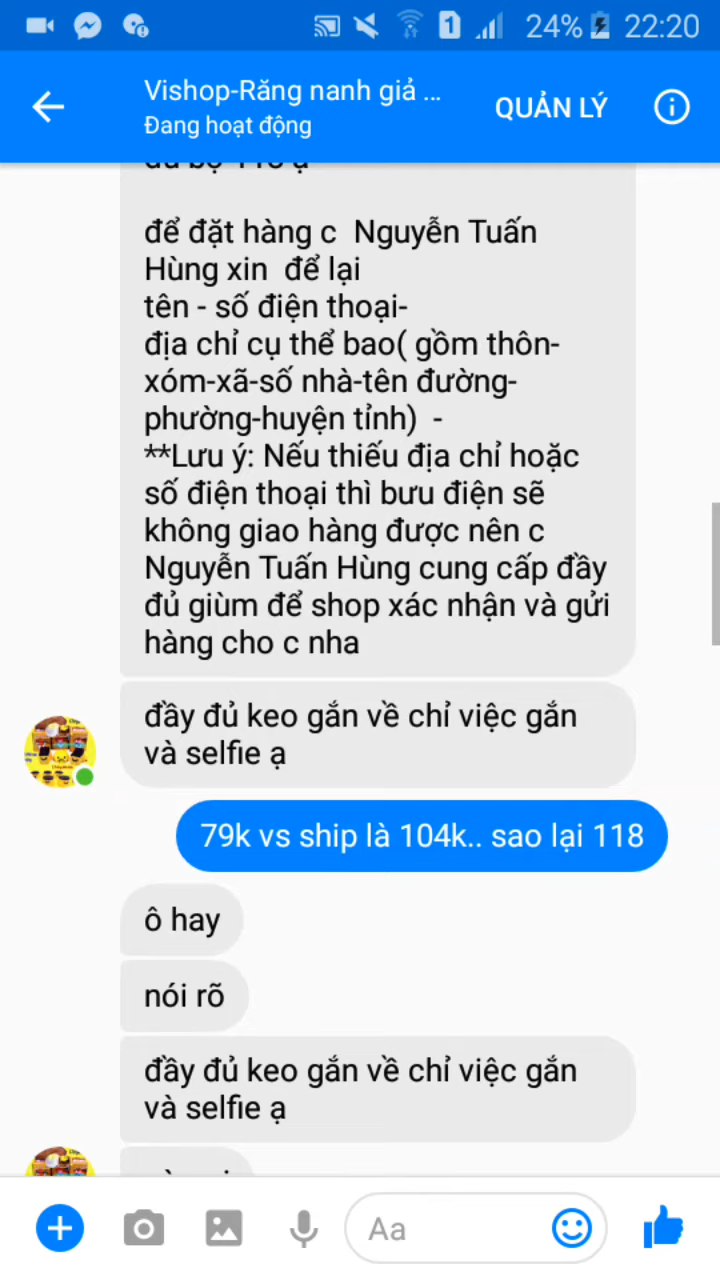 24% 22:20
Vishop-Răng nanh giả ...
Đang hoạt động
QUẢN LÝ
để đặt hàng c Nguyễn Tuấn
Hùng xin để lại
tên - số điện thoại-
địa chỉ cụ thể bao( gồm thôn-
xóm-xã-số nhà-tên đường-
phường-huyện tỉnh) -
**Lưu ý: Nếu thiếu địa chỉ hoặc
số điện thoại thì bưu điện sẽ
không giao hàng được nên c
Nguyễn Tuấn Hùng cung cấp đầy
đủ giùm để shop xác nhận và gửi
hàng cho c nha
đầy đủ keo gắn về chỉ việc gắn
và selfie ạ
79k vs ship là 104k.. sao lại 118
ô hay
nói rõ
đầy đủ keo gắn về chỉ việc gắn
và selfie ạ
Aa